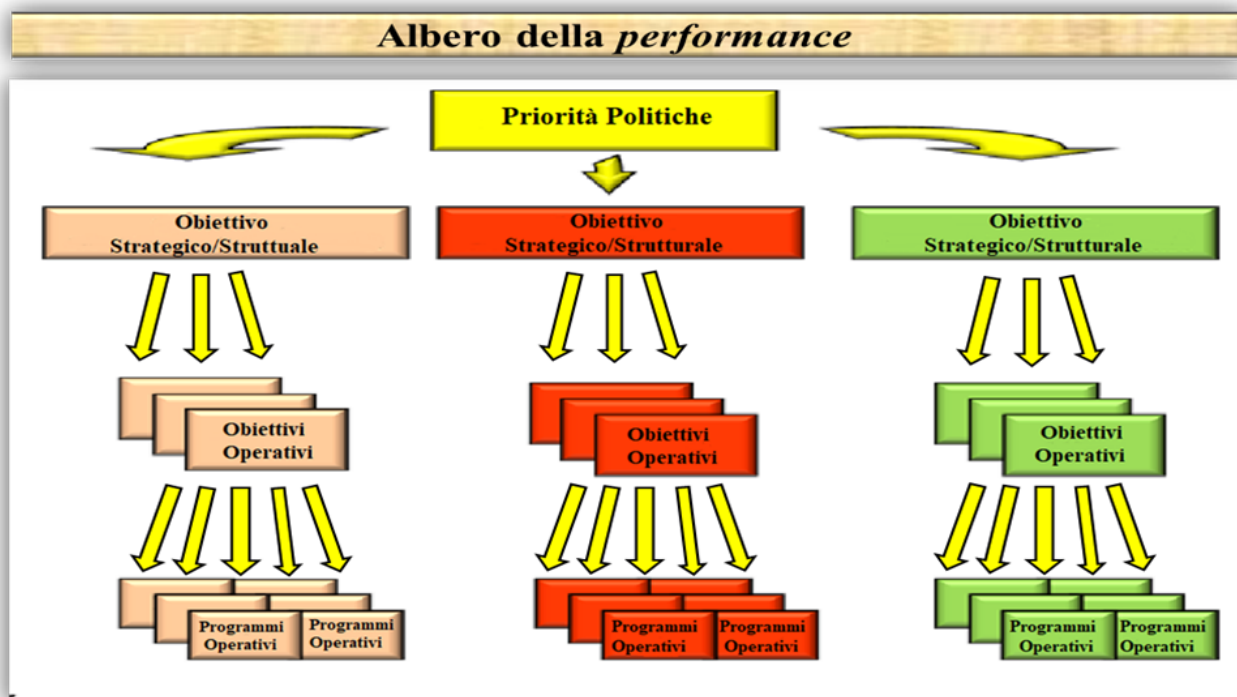 Albero della performance
Priorità Politiche
Obiettivo
Strategico/Struttuale
Obiettivo
Strategico/Strutturale
Obiettivo
Strategico/Strutturale
Obiettivi
Operativi
Obiettivi
Operativi
Obiettivi
Operativi
Programmi
Operativi
Programmi
Operativi
Programmi
Operativi
Programmi
Operativi
Programmi
Operativi
Programmi
Operativi